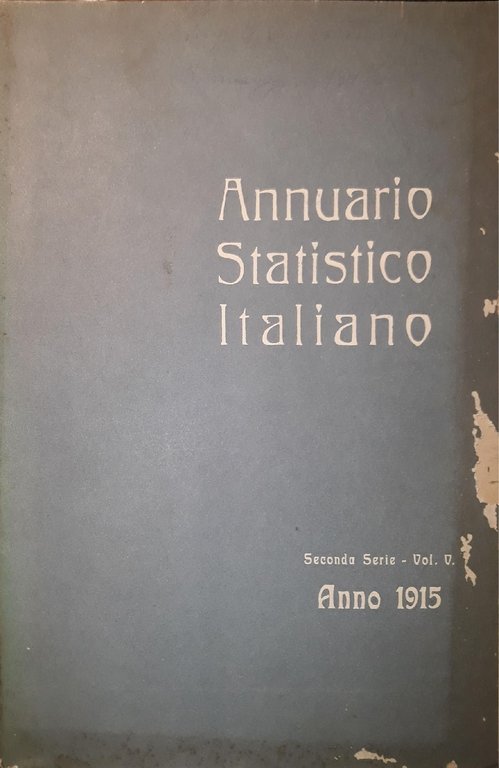 Annuario
Statistico
Italiano
Seconda Serie - Vol. V.
Anno 1915